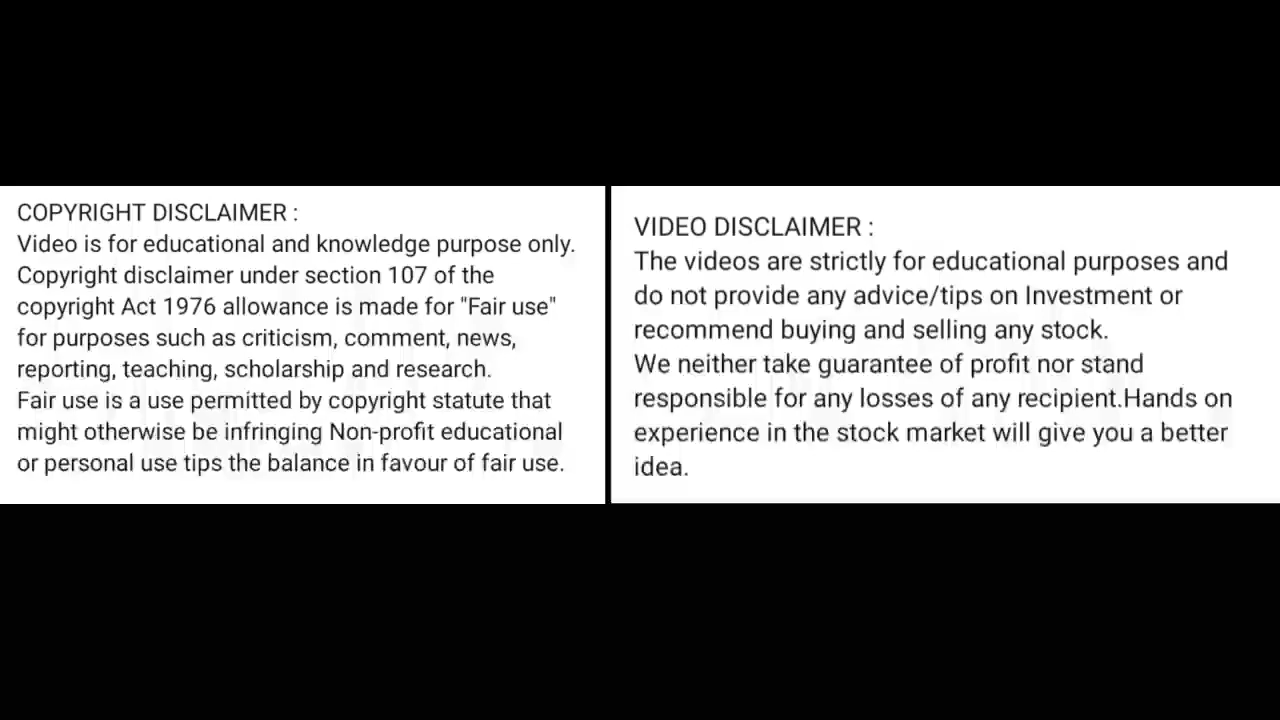 COPYRIGHT DISCLAIMER :
Video is for educational and knowledge purpose only.
Copyright disclaimer under section 107 of the
copyright Act 1976 allowance is made for "Fair use"
for purposes such as criticism, comment, news,
reporting, teaching, scholarship and research.
Fair use is a use permitted by copyright statute that
might otherwise be infringing Non-profit educational
or personal use tips the balance in favour of fair use.
VIDEO DISCLAIMER :
The videos are strictly for educational purposes and
do not provide any advice/tips on Investment or
recommend buying and selling any stock.
We neither take guarantee of profit nor stand
responsible for any losses of any recipient.Hands on
experience in the stock market will give you a better
idea.